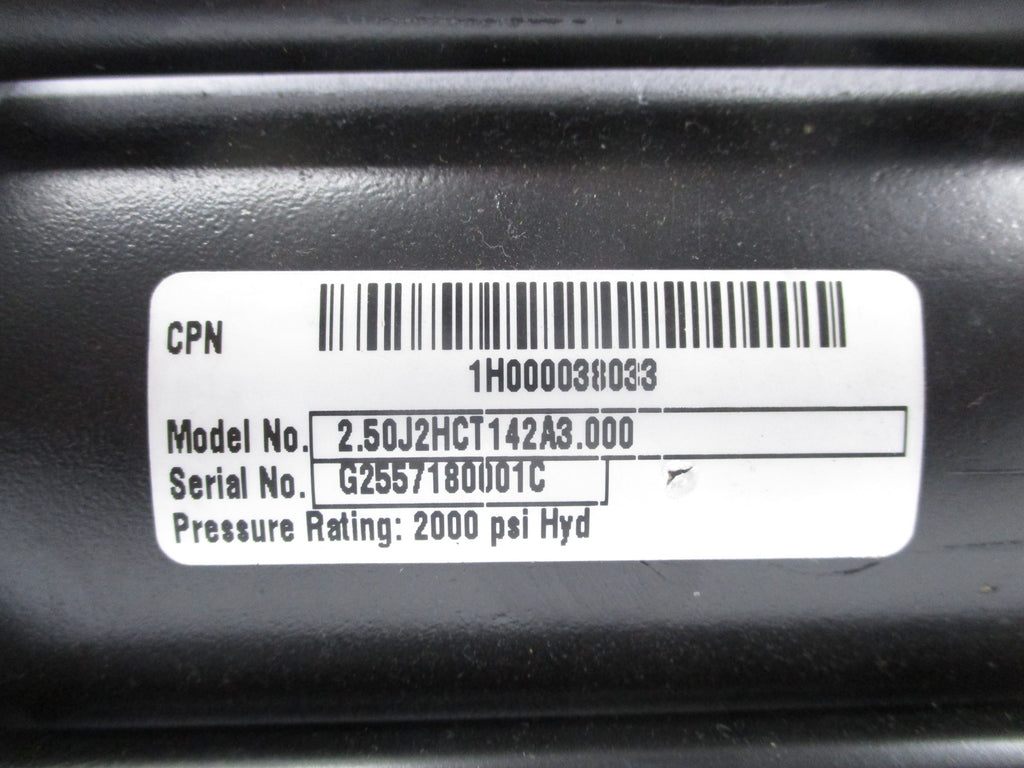 CPN
1H000038033
Model No. 2.50J2HCT142A3.000
Serial No. G2557180001C
Pressure Rating: 2000 psi Hyd